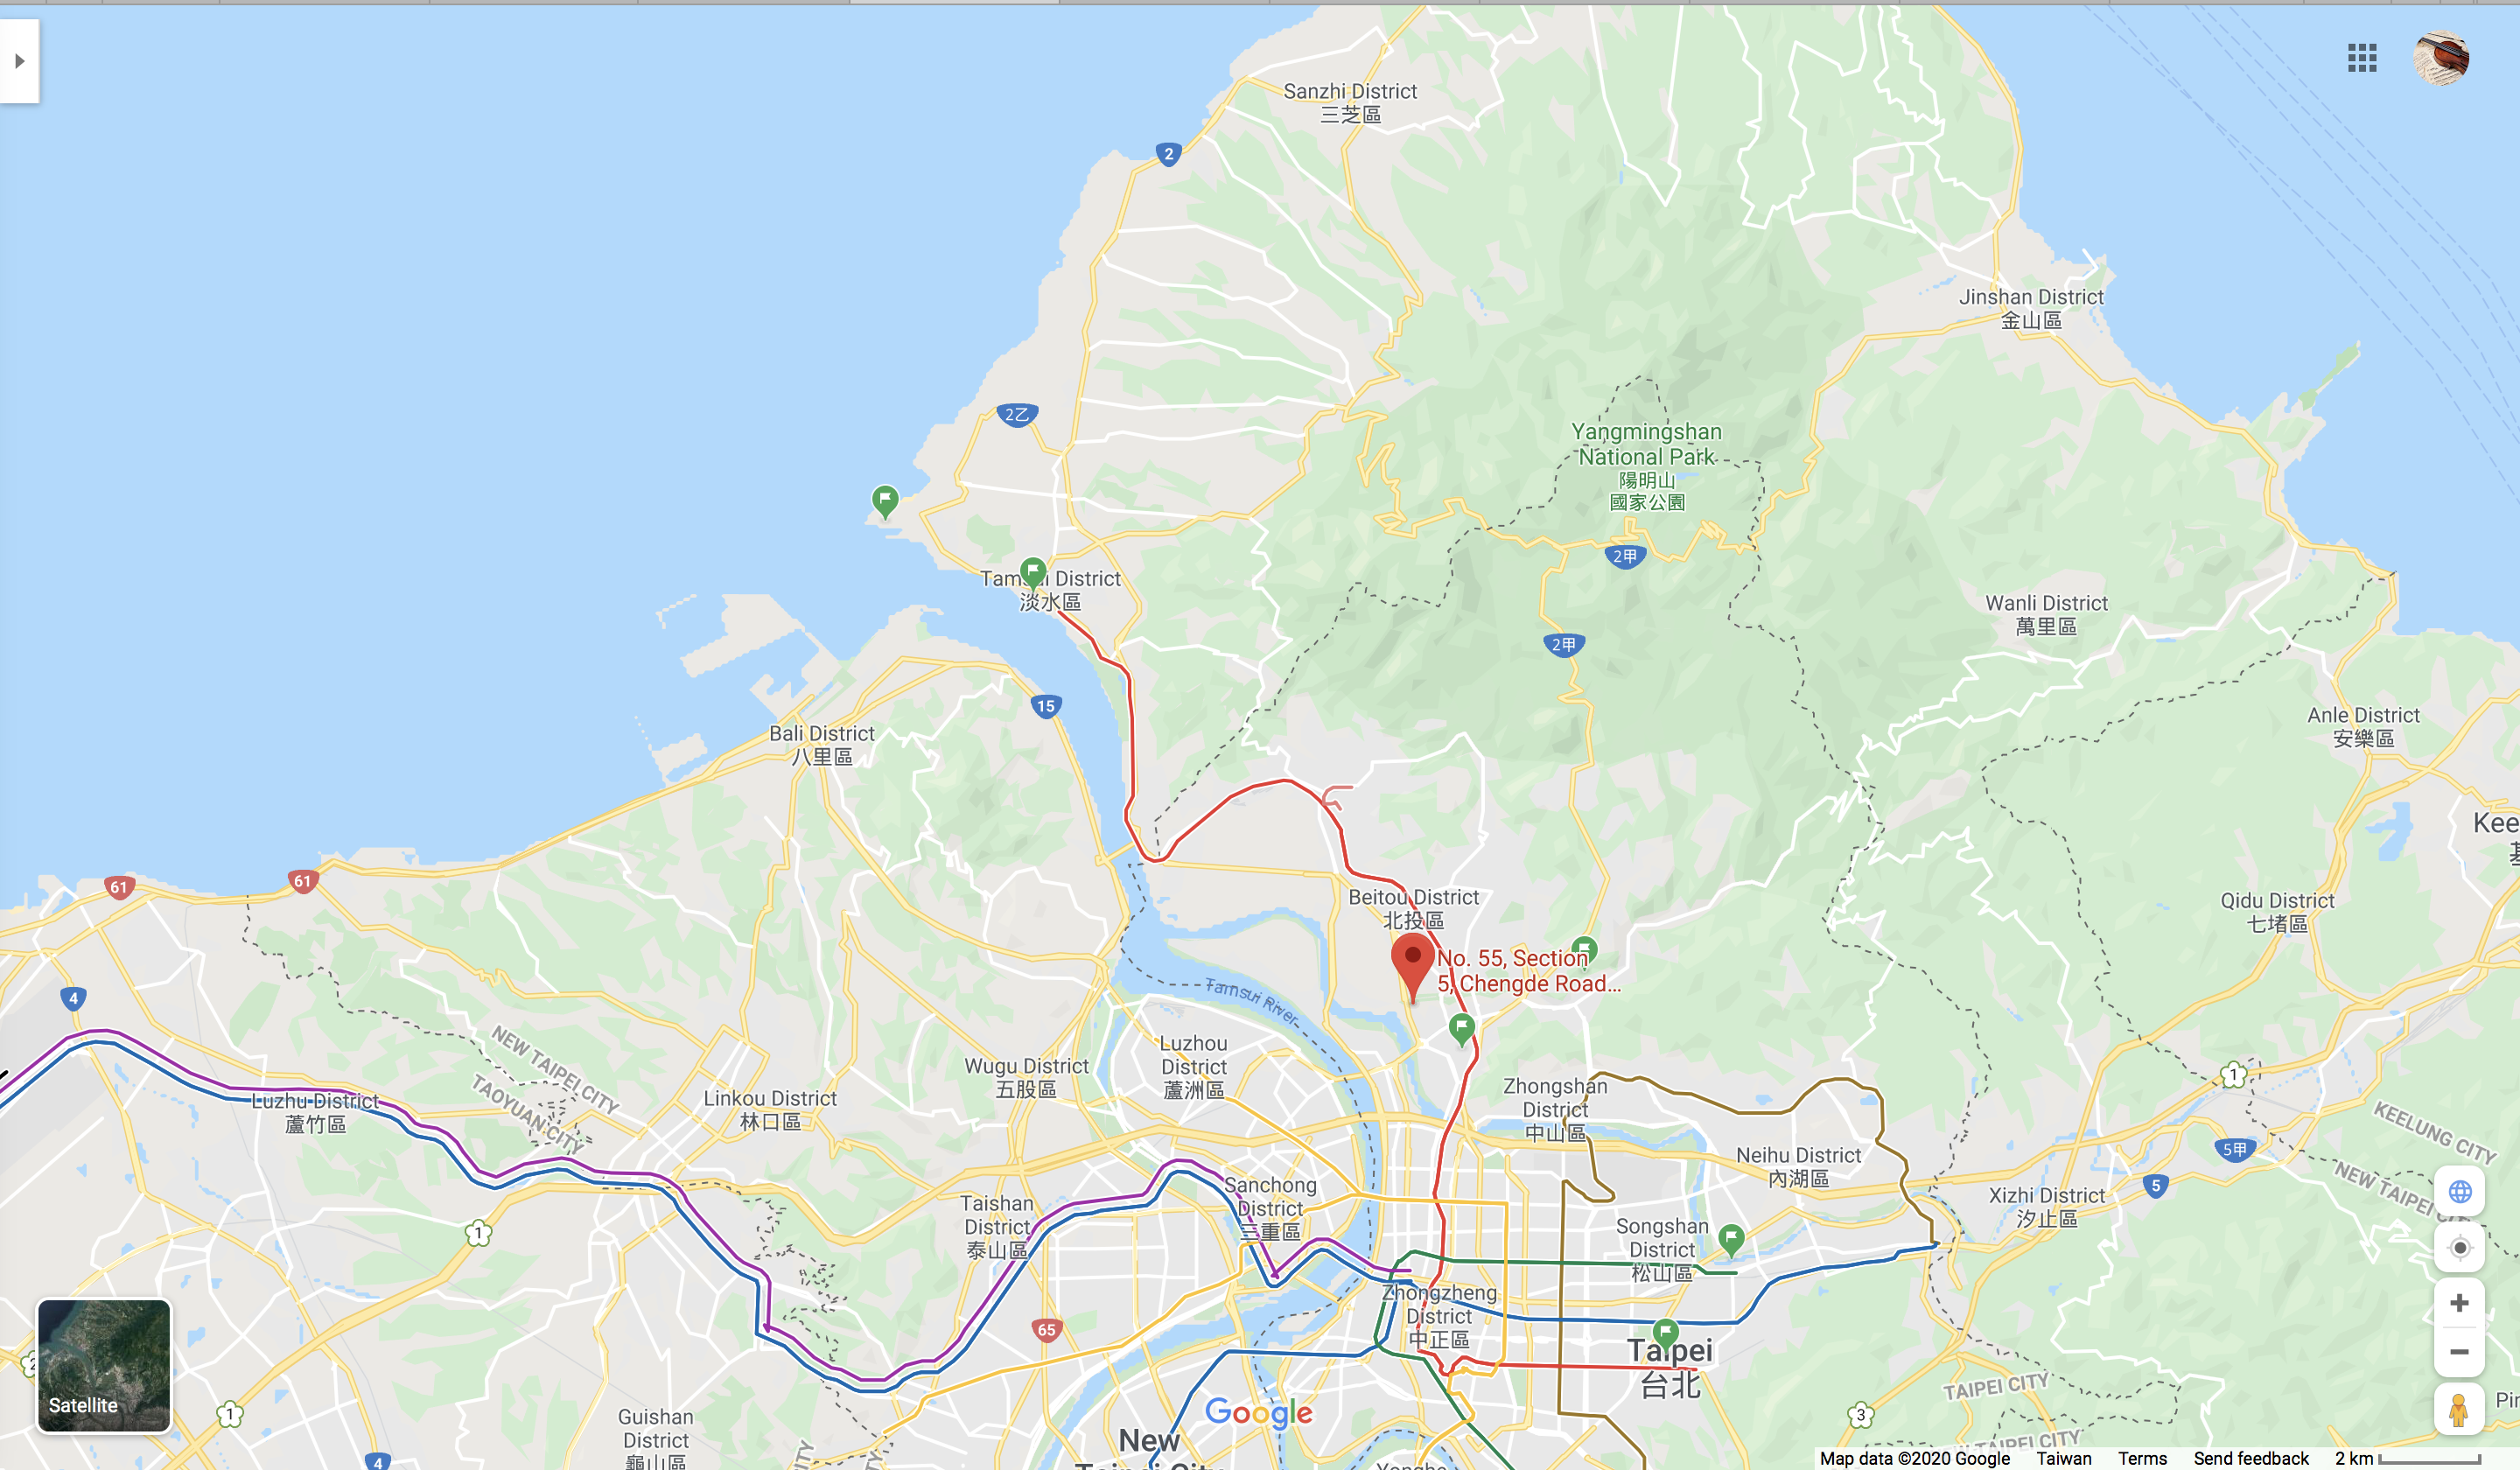 Sanzhi District
三芝區
2
Jinshan District
金山區
2乙
Yangmingshan
National Park
陽明山
國家公園
2甲
Tamsui District
淡水區
Wanli District
萬里區
2甲
15
Bali District
八里區
Anle District
安樂區
Kee
61
61
Beitou District
北投區
Qidu District
七堵區
No. 55, Section
5, Chengde Road...
Tamsui River
4
NEW TAIPEI CITY
TAOYUAN CITY
Luzhu District
蘆竹區
Linkou District
林口區
Wugu District
五股區
Luzhou
District
蘆洲區
Zhongshan
District
中山區
1
KEELUNG CITY
NEW TAIPEI CITY
5甲
5
Neihu District
內湖區
Xizhi District
汐止區
Sanchong
District
三重區
Taishan
District
泰山區
1
Songshan
District
松山區
Zhongzheng
District
中正區
65
Taipei
台北
2
Satellite
1
TAIPEI CITY
3
Pin
Google
Guishan
District
龜山區
New
Taipei City
4
TAIPEI CITY
Map data ©2020 Google Taiwan Terms Send feedback 2 km